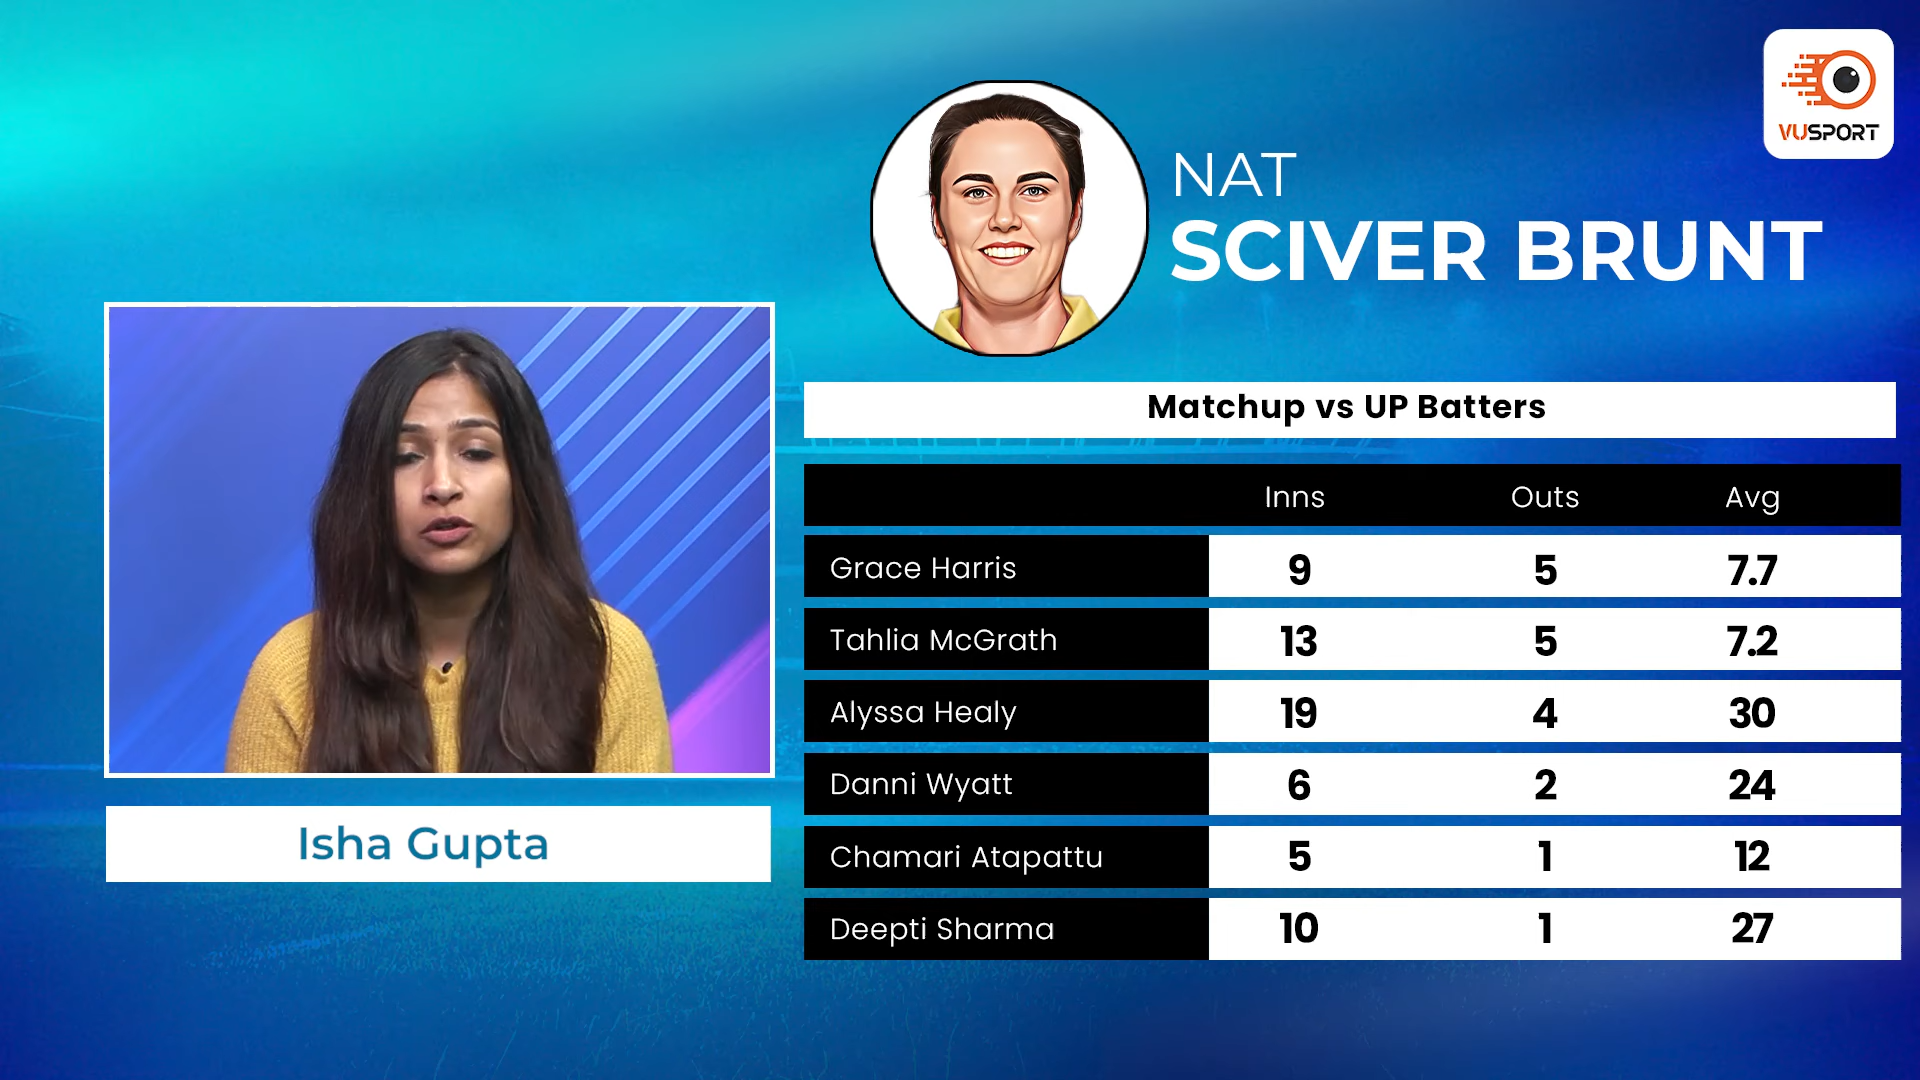 VUSPORT
NAT
SCIVER BRUNT
Matchup vs UP Batters
Inns Outs Avg
Grace Harris 9 5 7.7
Tahlia McGrath 13 5 7.2
Alyssa Healy 19 4 30
Danni Wyatt 6 2 24
Chamari Atapattu 5 1 12
Deepti Sharma 10 1 27
Isha Gupta